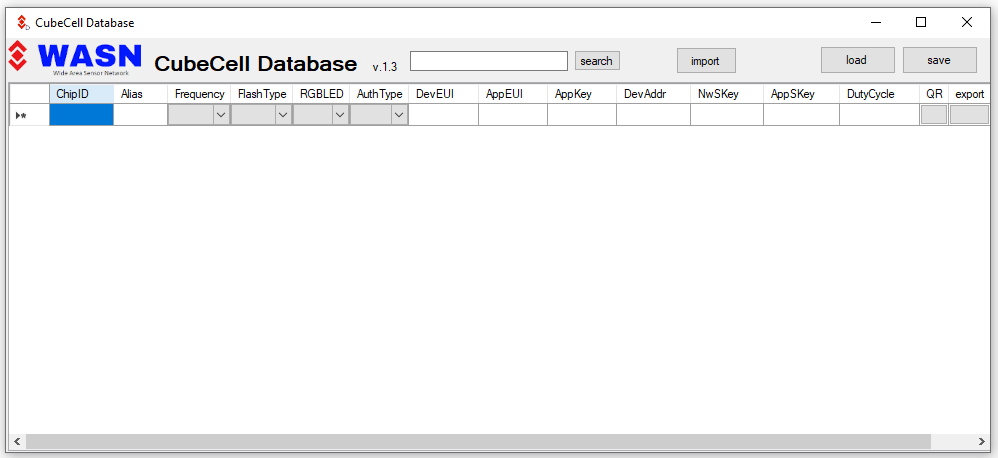 CubeCell Database
WASN
Wide Area Sensor Network
CubeCell Database v.1.3 search import load save
ChipID Alias Frequency FlashType RGBLED AuthType DevEUI AppEUI AppKey DevAddr NwSKey AppSKey DutyCycle QR export